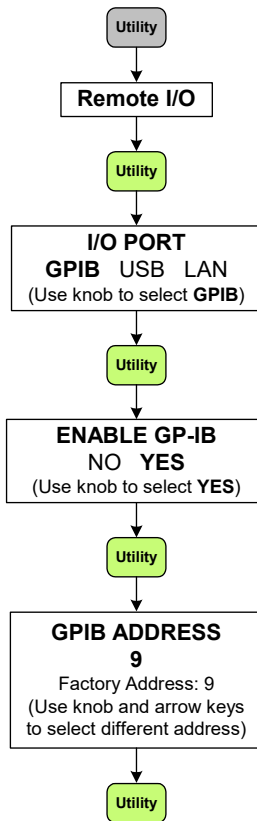 Utility
Remote I/O
Utility
I/O PORT
GPIB USB LAN
(Use knob to select GPIB)
Utility
ENABLE GP-IB
NO YES
(Use knob to select YES)
Utility
GPIB ADDRESS
9
Factory Address: 9
(Use knob and arrow keys
to select different address)
Utility